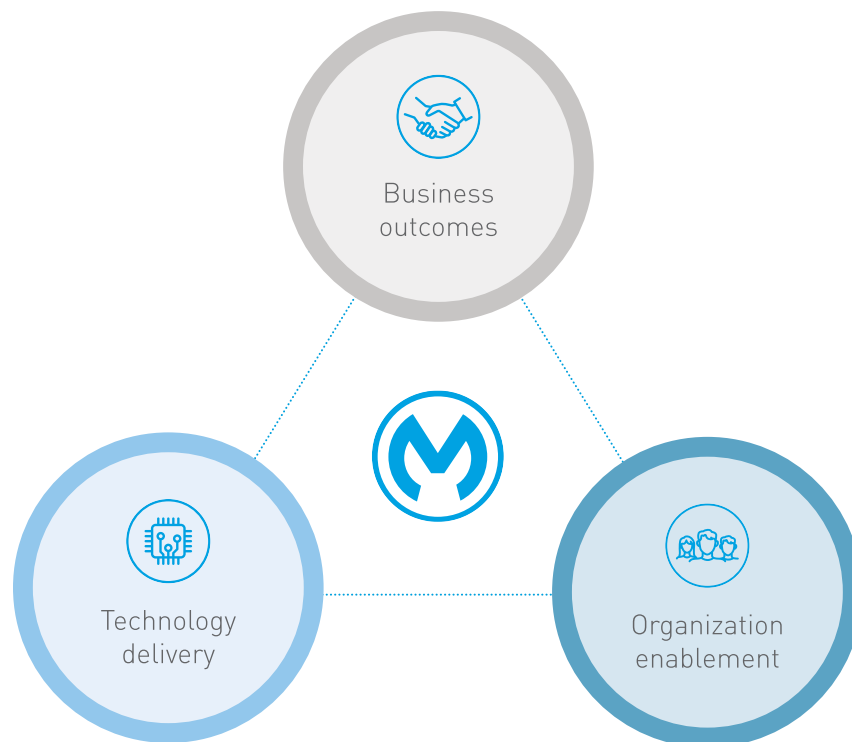 Business
outcomes
Technology
delivery
Organization
enablement